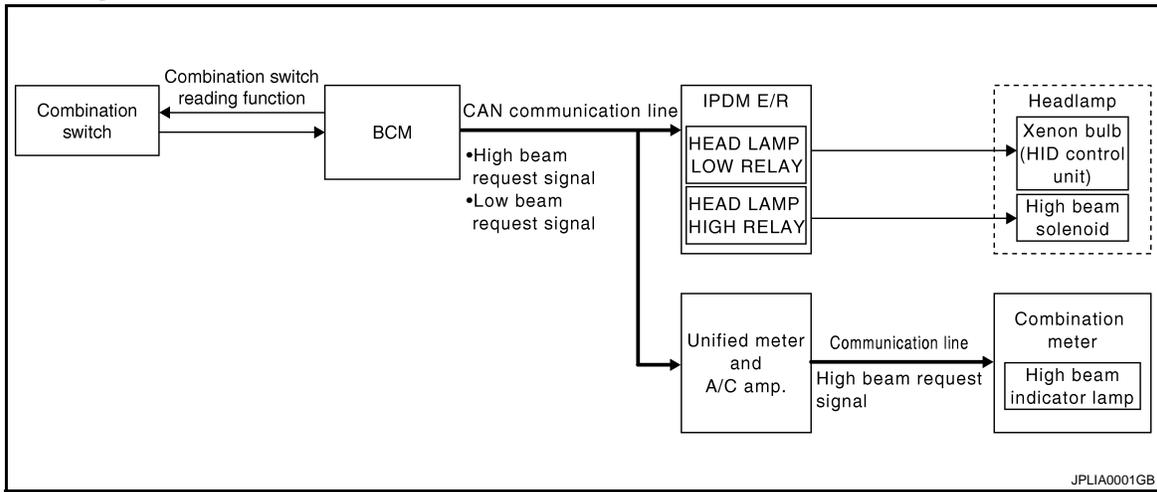 Combination
switch
Combination switch
reading function
BCM
CAN communication line
•High beam
request signal
•Low beam
request signal
IPDM E/R
HEAD LAMP
LOW RELAY
HEAD LAMP
HIGH RELAY
Headlamp
Xenon bulb
(HID control
unit)
High beam
solenoid
Unified meter
and
A/C amp.
Communication line
High beam request
signal
Combination
meter
High beam
indicator lamp
JPLIA0001GB